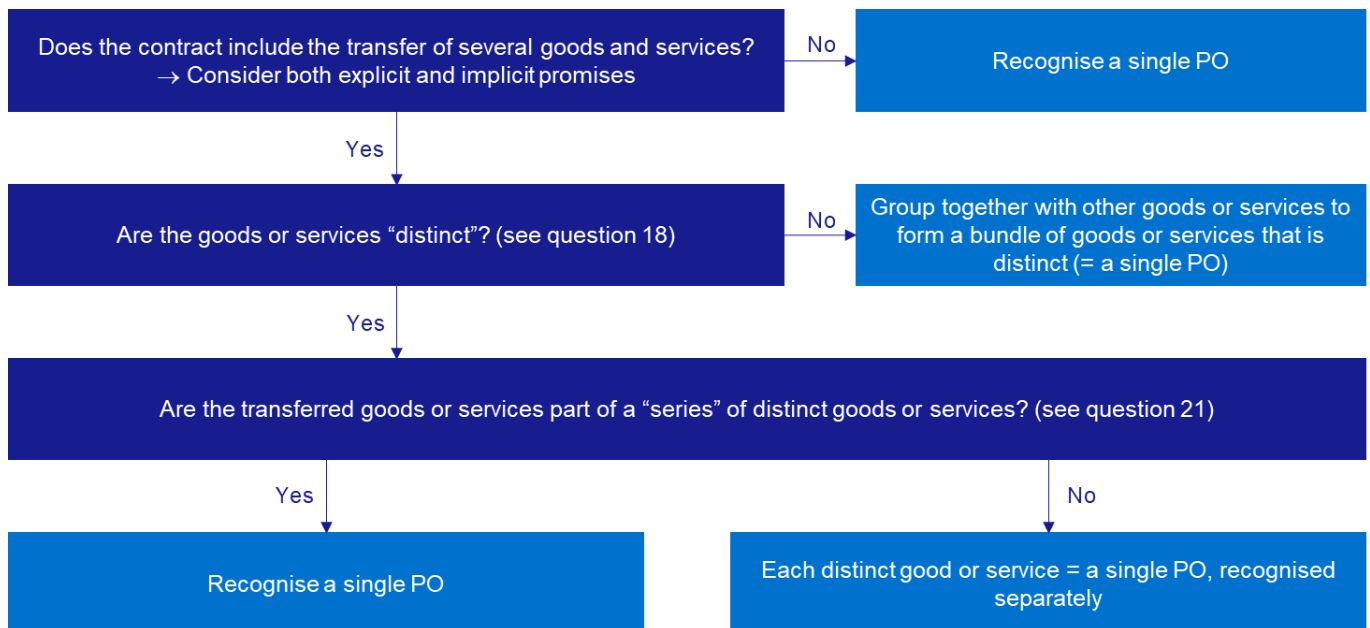 Does the contract include the transfer of several goods and services?
→ Consider both explicit and implicit promises
No
Recognise a single PO
Yes
Are the goods or services “distinct”? (see question 18)
No
Group together with other goods or services to
form a bundle of goods or services that is
distinct (= a single PO)
Yes
Are the transferred goods or services part of a “series” of distinct goods or services? (see question 21)
Yes
No
Recognise a single PO
Each distinct good or service = a single PO, recognised
separately